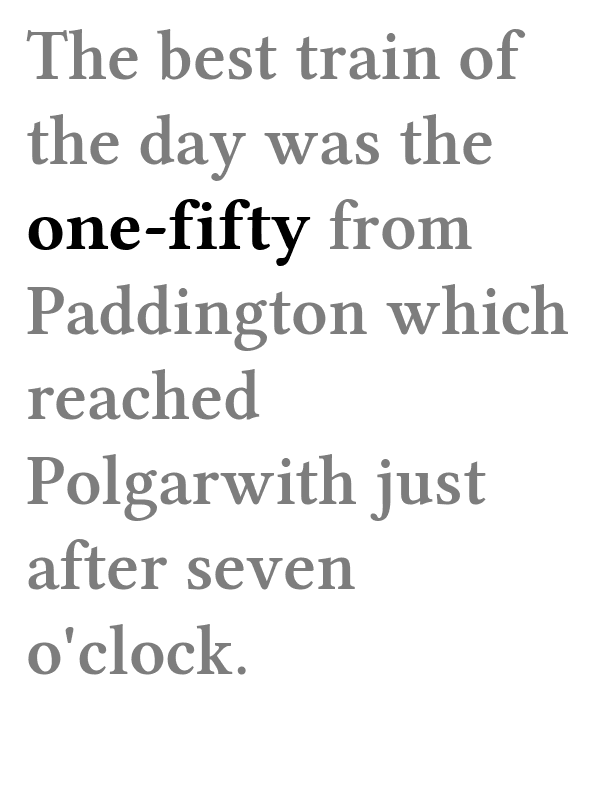 The best train of
the day was the
one-fifty from
Paddington which
reached
Polgarwith just
after seven
o'clock.